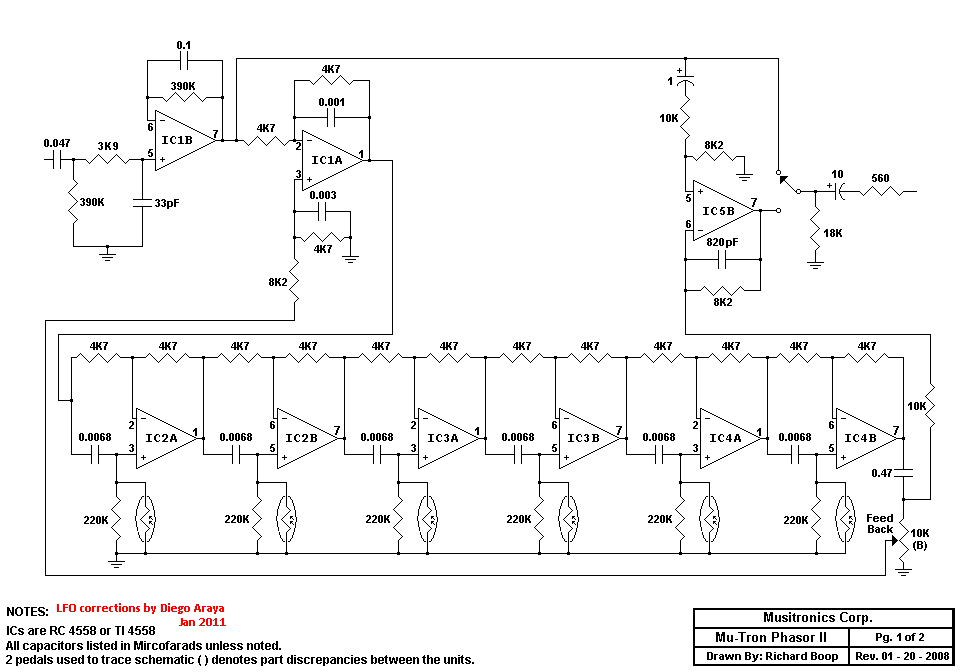 0.1
390K
6
5
7
IC1B
0.047
3K9
390K
33pF
4K7
4K7
0.001
2
3
1
IC1A
0.003
4K7
8K2
+
1
10K
8K2
5
6
7
IC5B
820pF
8K2
+
10
560
18K
4K7
4K7
4K7
4K7
4K7
4K7
4K7
4K7
4K7
4K7
4K7
4K7
10K
0.0068
2
3
1
IC2A
0.0068
6
5
7
IC2B
0.0068
2
3
1
IC3A
0.0068
6
5
7
IC3B
0.0068
2
3
1
IC4A
0.0068
6
5
7
IC4B
0.47
220K
220K
220K
220K
220K
220K
Feed
Back
10K
(B)
NOTES: LFO corrections by Diego Araya
Jan 2011
ICs are RC 4558 or TI 4558
All capacitors listed in Mircofarads unless noted.
2 pedals used to trace schematic ( ) denotes part discrepancies between the units.
Musitronics Corp.
Mu-Tron Phasor II
Pg. 1 of 2
Drawn By: Richard Boop
Rev. 01 - 20 - 2008